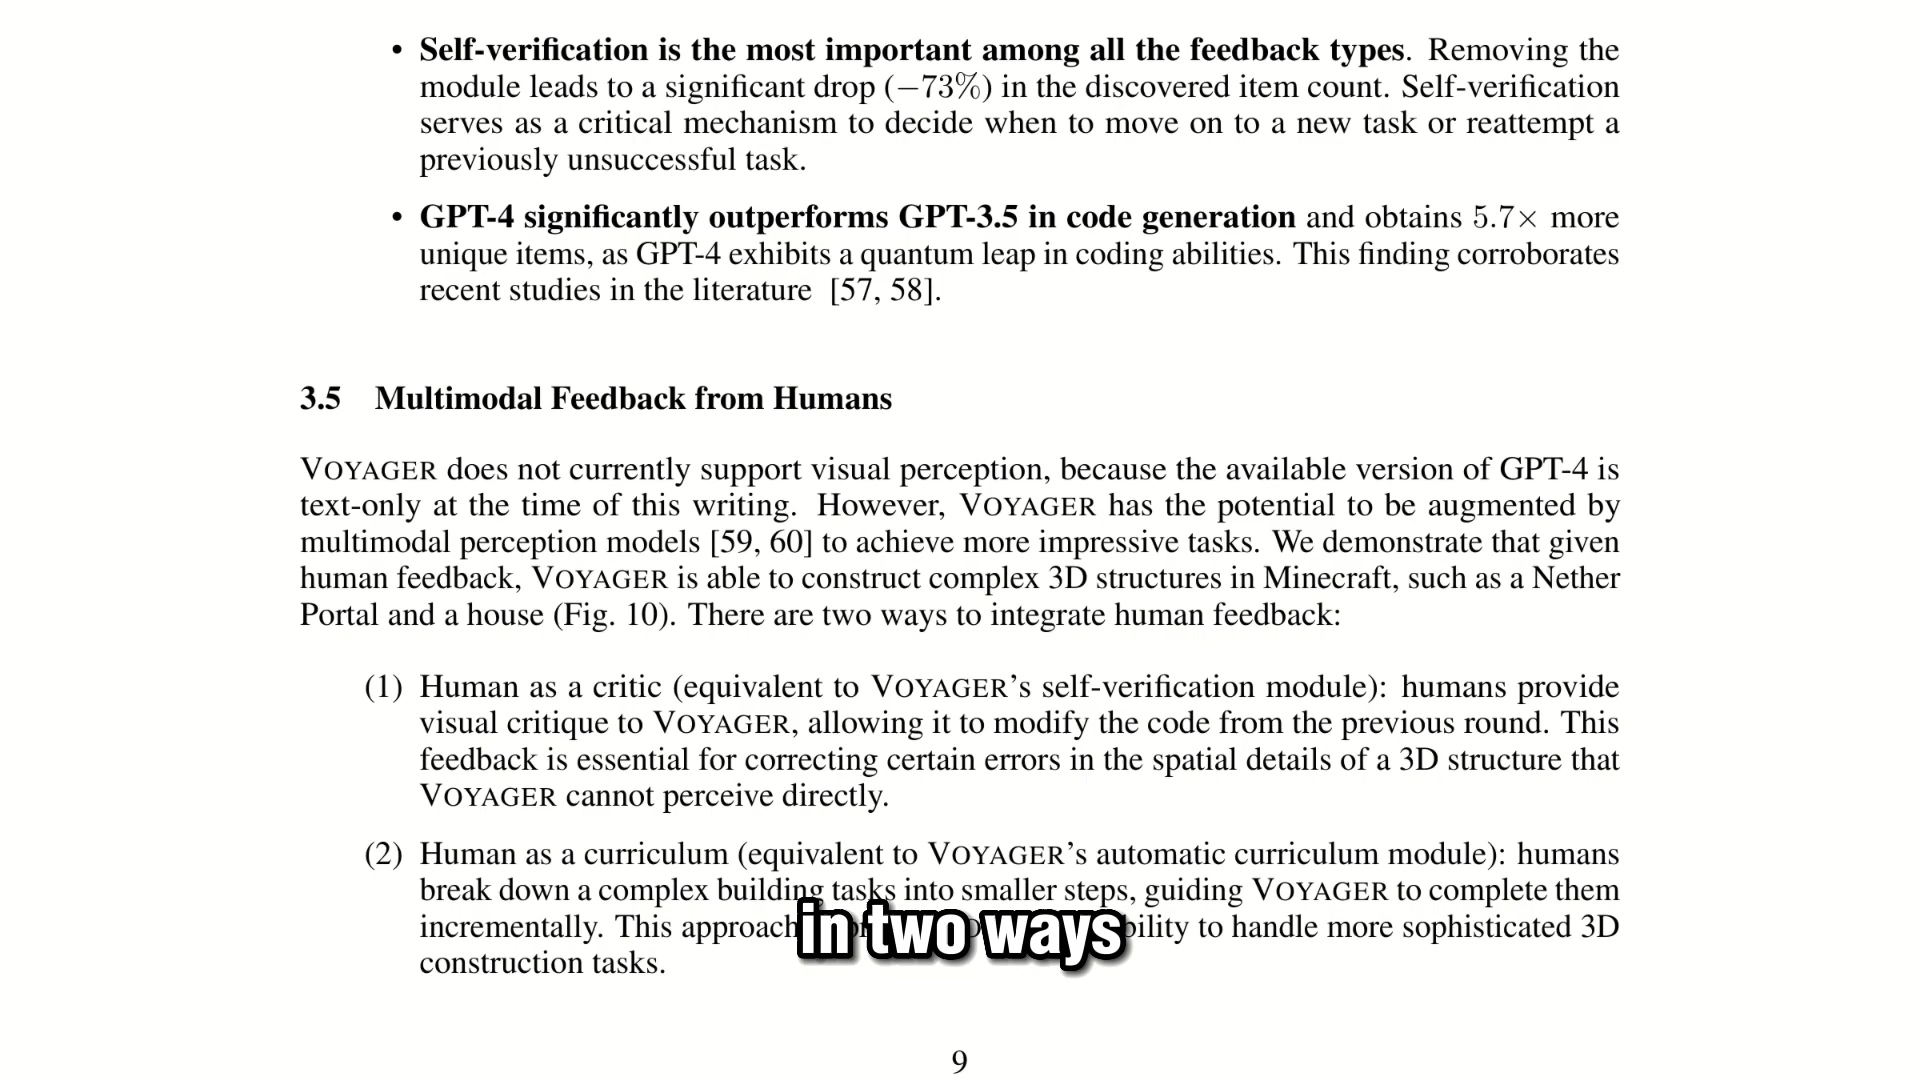 • Self-verification is the most important among all the feedback types. Removing the
module leads to a significant drop (−73%) in the discovered item count. Self-verification
serves as a critical mechanism to decide when to move on to a new task or reattempt a
previously unsuccessful task.
• GPT-4 significantly outperforms GPT-3.5 in code generation and obtains 5.7× more
unique items, as GPT-4 exhibits a quantum leap in coding abilities. This finding corroborates
recent studies in the literature [57, 58].
3.5 Multimodal Feedback from Humans
VOYAGER does not currently support visual perception, because the available version of GPT-4 is
text-only at the time of this writing. However, VOYAGER has the potential to be augmented by
multimodal perception models [59, 60] to achieve more impressive tasks. We demonstrate that given
human feedback, VOYAGER is able to construct complex 3D structures in Minecraft, such as a Nether
Portal and a house (Fig. 10). There are two ways to integrate human feedback:
(1) Human as a critic (equivalent to VOYAGER's self-verification module): humans provide
visual critique to VOYAGER, allowing it to modify the code from the previous round. This
feedback is essential for correcting certain errors in the spatial details of a 3D structure that
VOYAGER cannot perceive directly.
(2) Human as a curriculum (equivalent to VOYAGER's automatic curriculum module): humans
break down a complex building tasks into smaller steps, guiding VOYAGER to complete them
incrementally. This approach to handle more sophisticated 3D
in two ways
construction tasks.
9